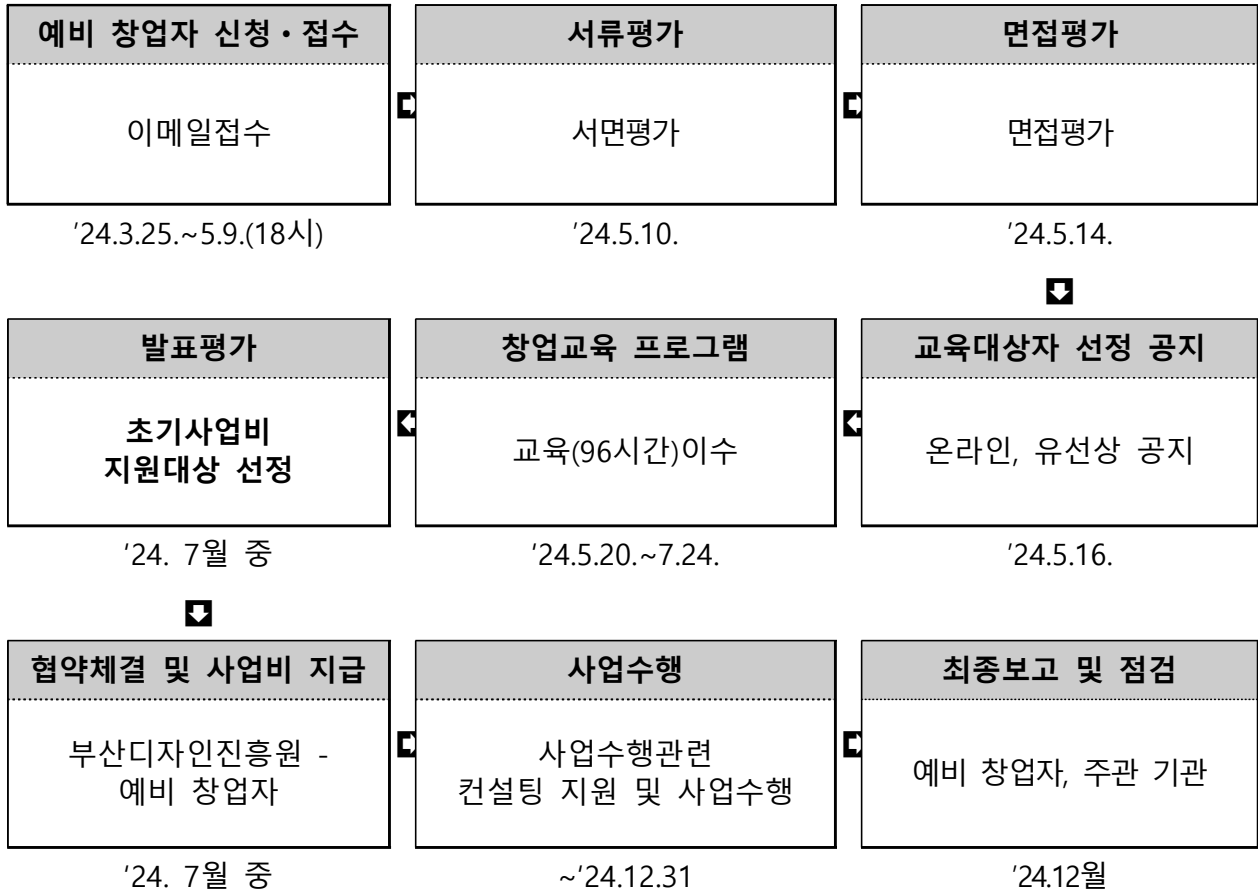 예비 창업자 신청・접수
서류평가
면접평가
이메일접수
서면평가
면접평가
'24.3.25.~5.9.(18시)
'24.5.10.
'24.5.14.
발표평가
창업교육 프로그램
교육대상자 선정 공지
초기사업비
지원대상 선정
교육(96시간)이수
온라인, 유선상 공지
'24. 7월 중
'24.5.20.~7.24.
'24.5.16.
협약체결 및 사업비 지급
사업수행
최종보고 및 점검
부산디자인진흥원 -
예비 창업자
사업수행관련
컨설팅 지원 및 사업수행
예비 창업자, 주관 기관
'24. 7월 중
~'24.12.31
'24.12월